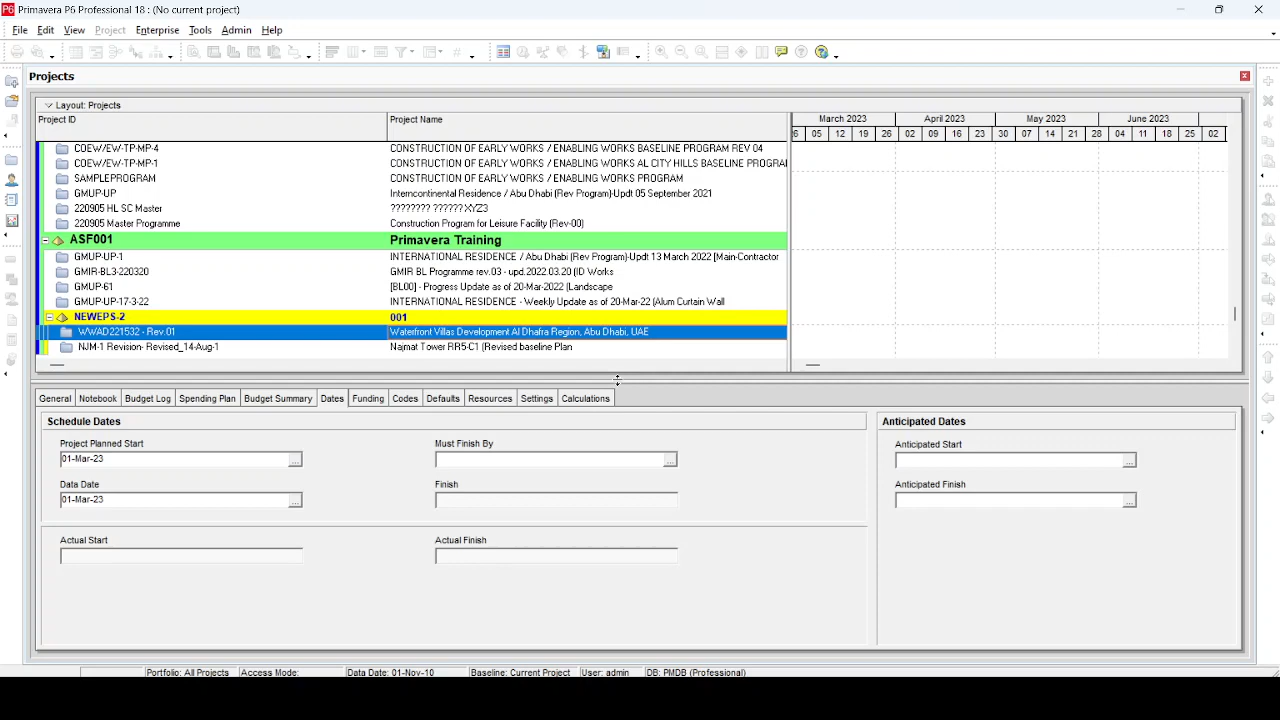 Primavera P6 Professional 18 : (No current project)
File Edit View Project Enterprise Tools Admin Help
Projects
Layout: Projects
Project ID Project Name
March 2023 April 2023 May 2023 June 2023
05 12 19 26 02 09 16 23 30 07 14 21 28 04 11 18 25 02
COEW/EW-TP-MP-4 CONSTRUCTION OF EARLY WORKS / ENABLING WORKS BASELINE PROGRAM REV 04
COEW/EW-TP-MP-1 CONSTRUCTION OF EARLY WORKS / ENABLING WORKS AL CITY HILLS BASELINE PROGRA
SAMPLEPROGRAM CONSTRUCTION OF EARLY WORKS / ENABLING WORKS PROGRAM
GMUP-UP Interncontinental Residence / Abu Dhabi (Rev Program)-Updt 05 September 2021
220905 HL SC Master ???????? ??????XYZ3
220905 Master Programme Construction Program for Leisure Facility (Rev-00)
ASF001 Primavera Training
GMUP-UP-1 INTERNATIONAL RESIDENCE / Abu Dhabi (Rev Program)-Updt 13 March 2022 [Main-Contractor
GMIR-BL3-220320 GMIR BL Programme rev.03 - upd.2022.03.20 (ID Works
GMUP-61 [BL00] - Progress Update as of 20-Mar-2022 (Landscape
GMUP-UP-17-3-22 INTERNATIONAL RESIDENCE - Weekly Update as of 20-Mar-22 (Alum Curtain Wall
NEWEPS-2 001
WWAD221532 - Rev.01 Waterfront Villas Development Al Dhafra Region, Abu Dhabi, UAE
NJM-1 Revision- Revised_14-Aug-1 Najmat Tower RR5-C1 (Revised baseline Plan
General Notebook Budget Log Spending Plan Budget Summary Dates Funding Codes Defaults Resources Settings Calculations
Schedule Dates Anticipated Dates
Project Planned Start Must Finish By Anticipated Start
01-Mar-23
Data Date Finish Anticipated Finish
01-Mar-23
Actual Start Actual Finish
Portfolio: All Projects Access Mode: Data Date: 01-Nov-10 Baseline: Current Project User: admin DB: PMDB (Professional)